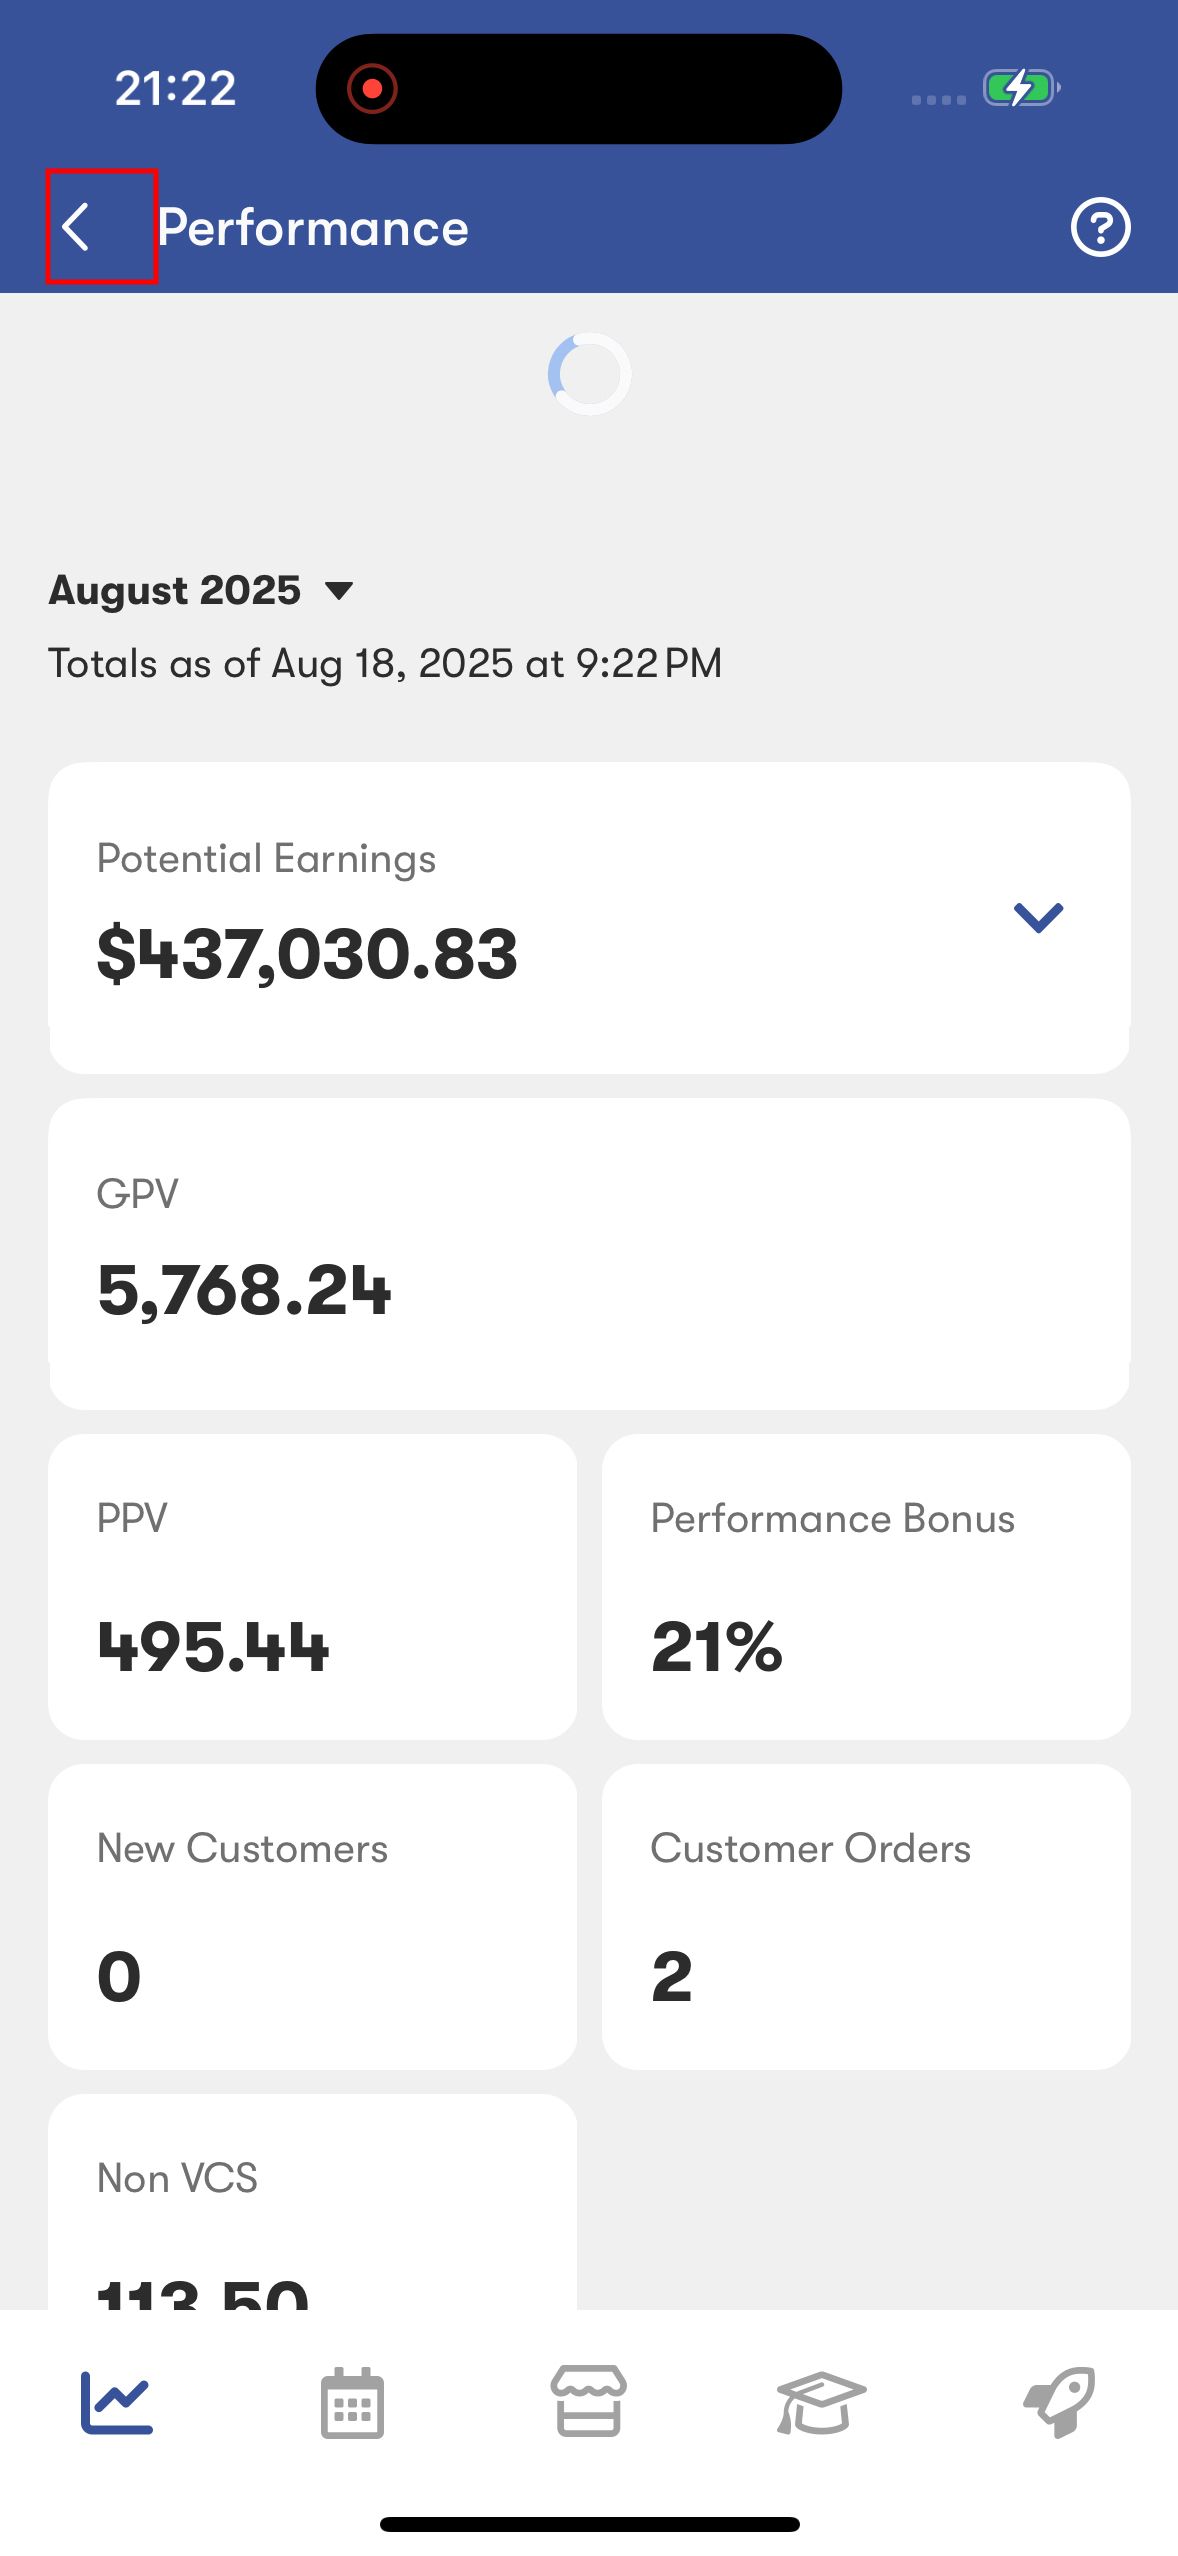 21:22
Performance
August 2025
Totals as of Aug 18, 2025 at 9:22 PM
Potential Earnings
$437,030.83
GPV
5,768.24
PPV
495.44
Performance Bonus
21%
New Customers
0
Customer Orders
2
Non VCS
113.50